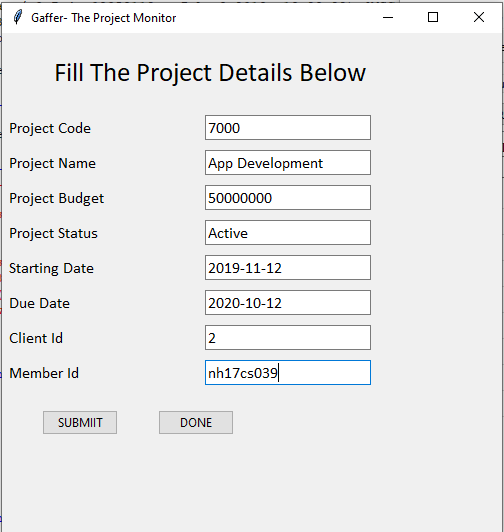 Gaffer- The Project Monitor
Fill The Project Details Below
Project Code 7000
Project Name App Development
Project Budget 50000000
Project Status Active
Starting Date 2019-11-12
Due Date 2020-10-12
Client Id 2
Member Id nh17cs039
SUBMIIT DONE